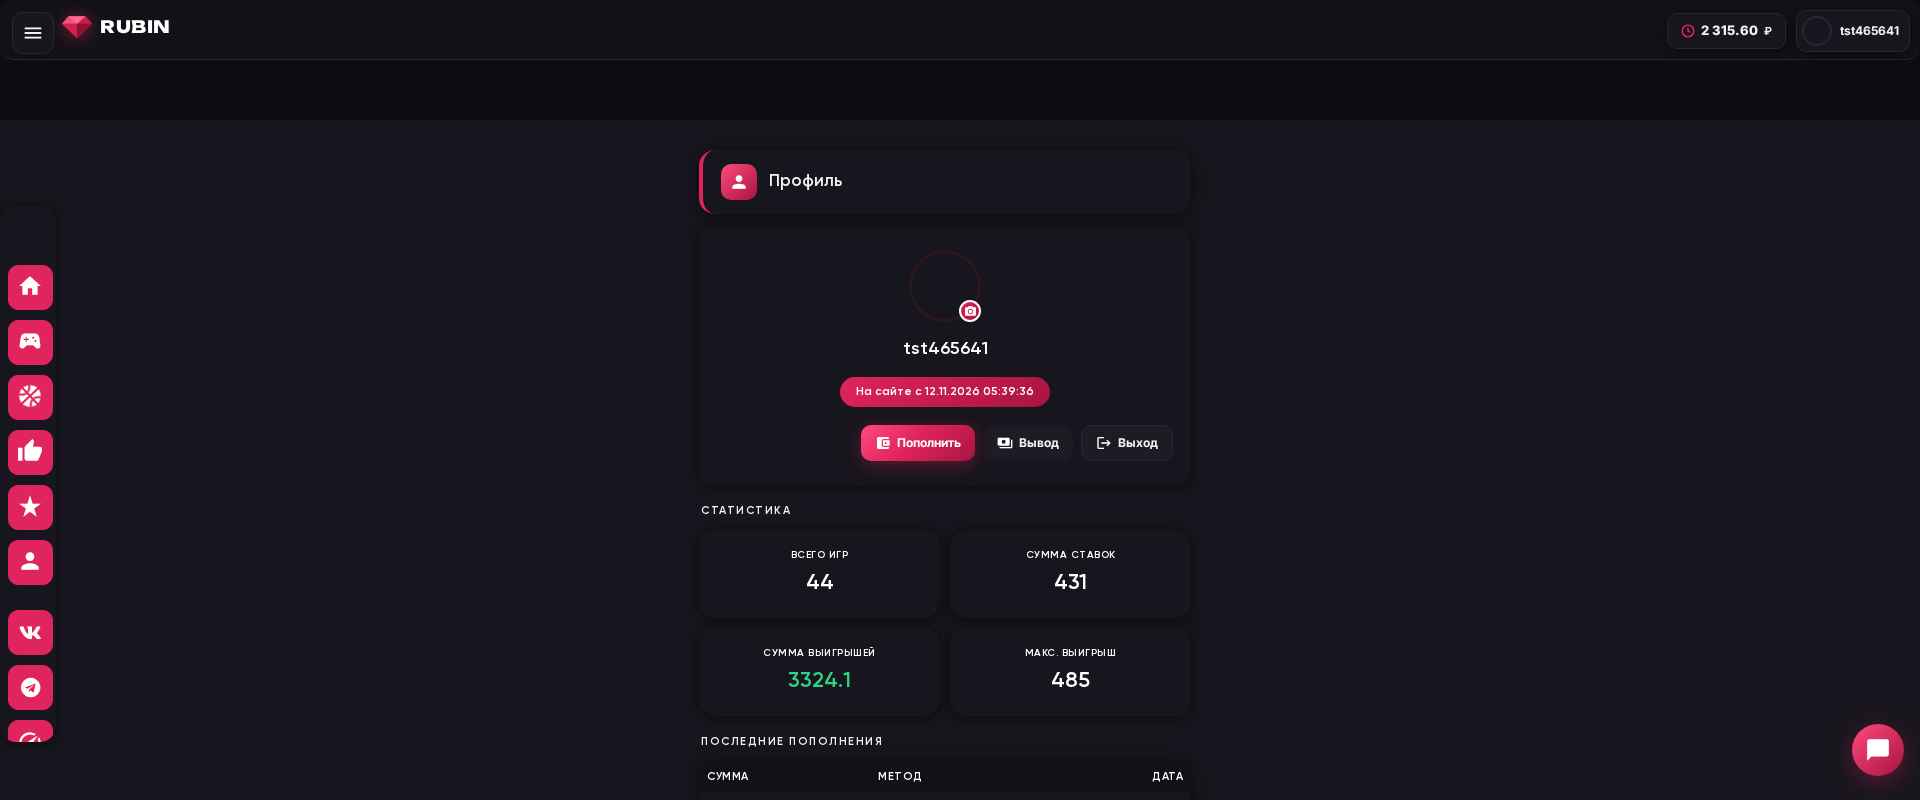 RUBIN
2 315.60 ₽
tst465641
Профиль
tst465641
На сайте с 12.11.2026 05:39:36
Пополнить
Вывод
Выход
СТАТИСТИКА
ВСЕГО ИГР
СУММА СТАВОК
44
431
СУММА ВЫИГРЫШЕЙ
МАКС. ВЫИГРЫШ
3324.1
485
ПОСЛЕДНИЕ ПОПОЛНЕНИЯ
СУММА МЕТОД ДАТА